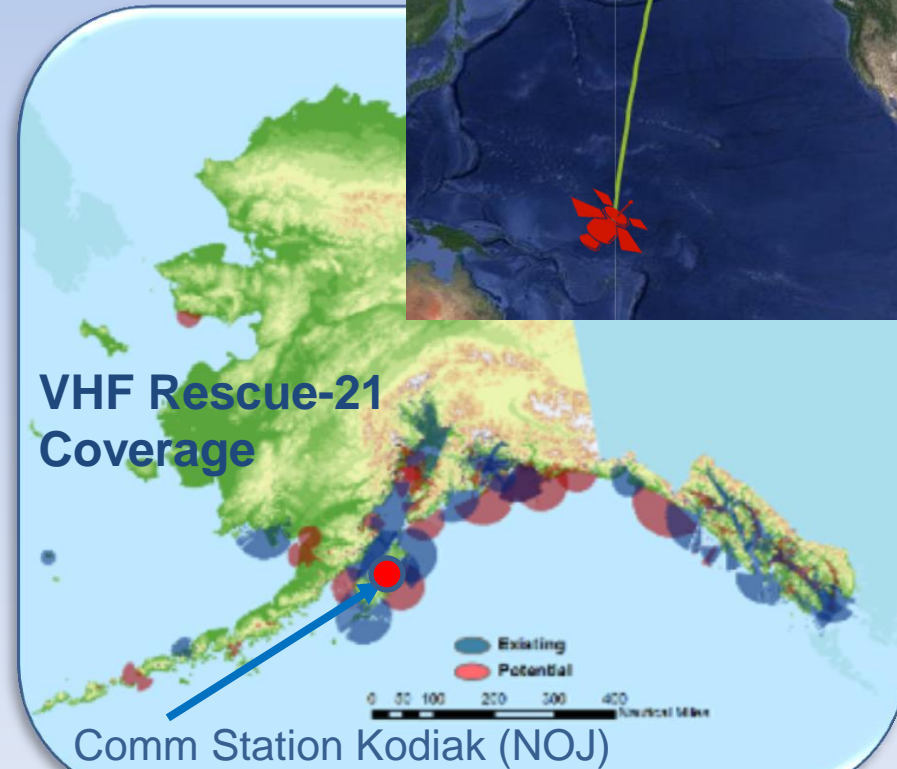 VHF Rescue-21
Coverage
Existing
Potential
0 50 100 200 300 400
Nautical Miles
Comm Station Kodiak (NOJ)